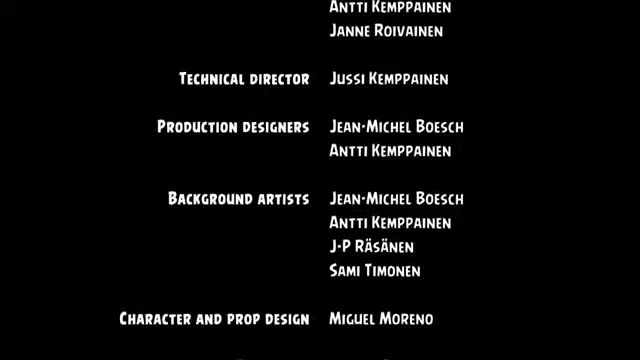 Antti Kemppainen
Janne Roivainen
Technical director Jussi Kemppainen
Production designers Jean-Michel Boesch
Antti Kemppainen
Background artists Jean-Michel Boesch
Antti Kemppainen
J-P Räsänen
Sami Timonen
Character and prop design Miguel Moreno